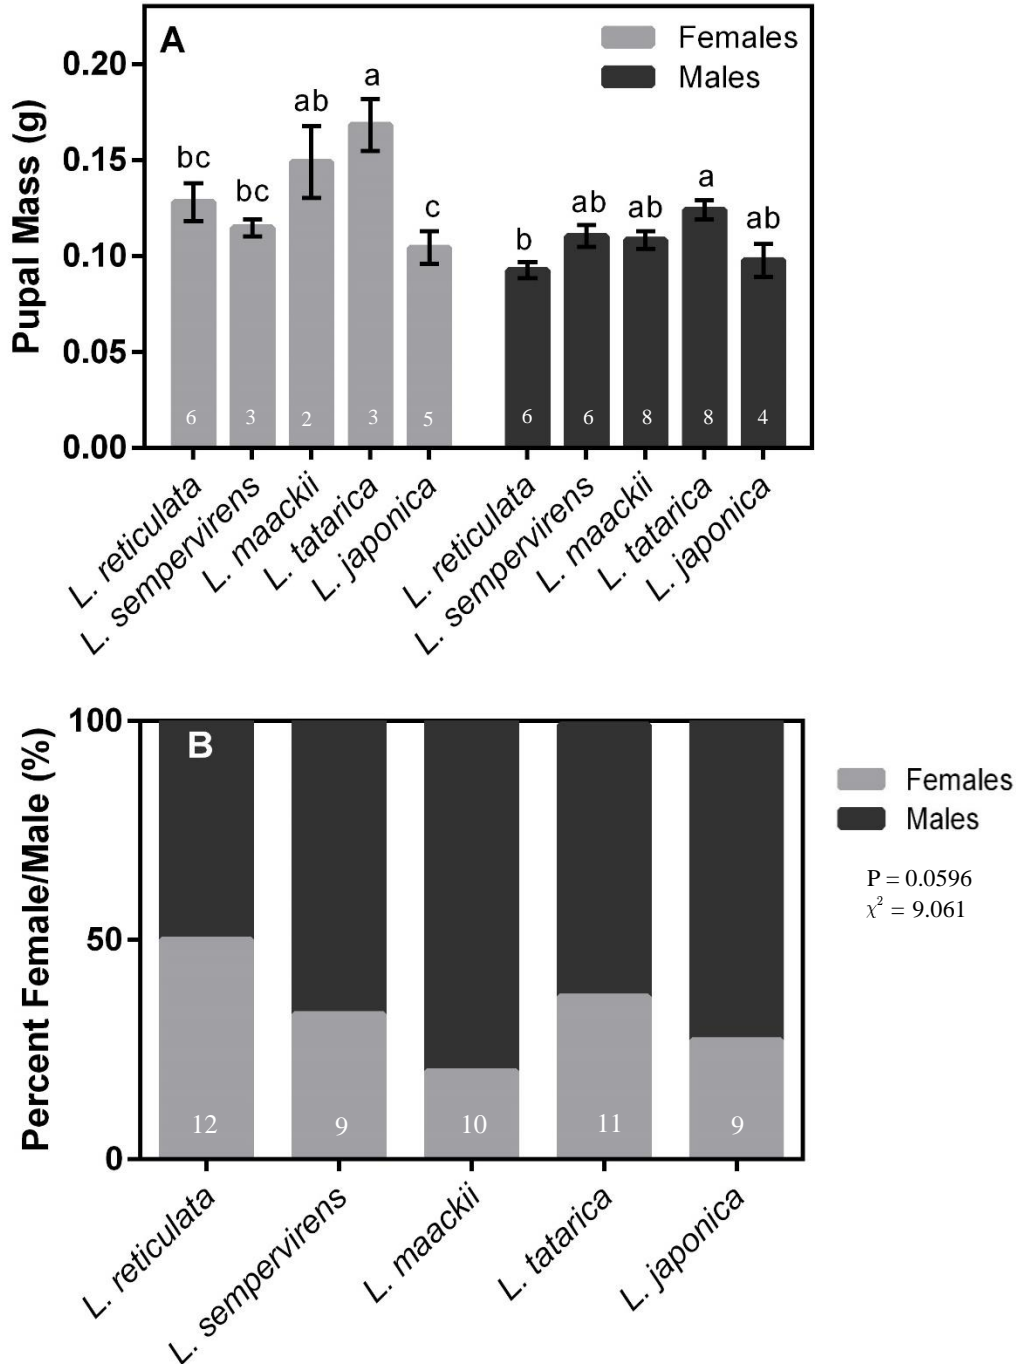 A
Females
Males
Pupal Mass (g)
0.20
0.15
0.10
0.05
0.00
bc
bc
ab
a
c
b
ab
ab
a
ab
6
3
2
3
5
6
6
8
8
4
L. reticulata
L. sempervirens
L. maackii
L. tatarica
L. japonica
L. reticulata
L. sempervirens
L. maackii
L. tatarica
L. japonica
B
Percent Female/Male (%)
100
50
0
Females
Males
P = 0.0596
χ² = 9.061
12
9
10
11
9
L. reticulata
L. sempervirens
L. maackii
L. tatarica
L. japonica